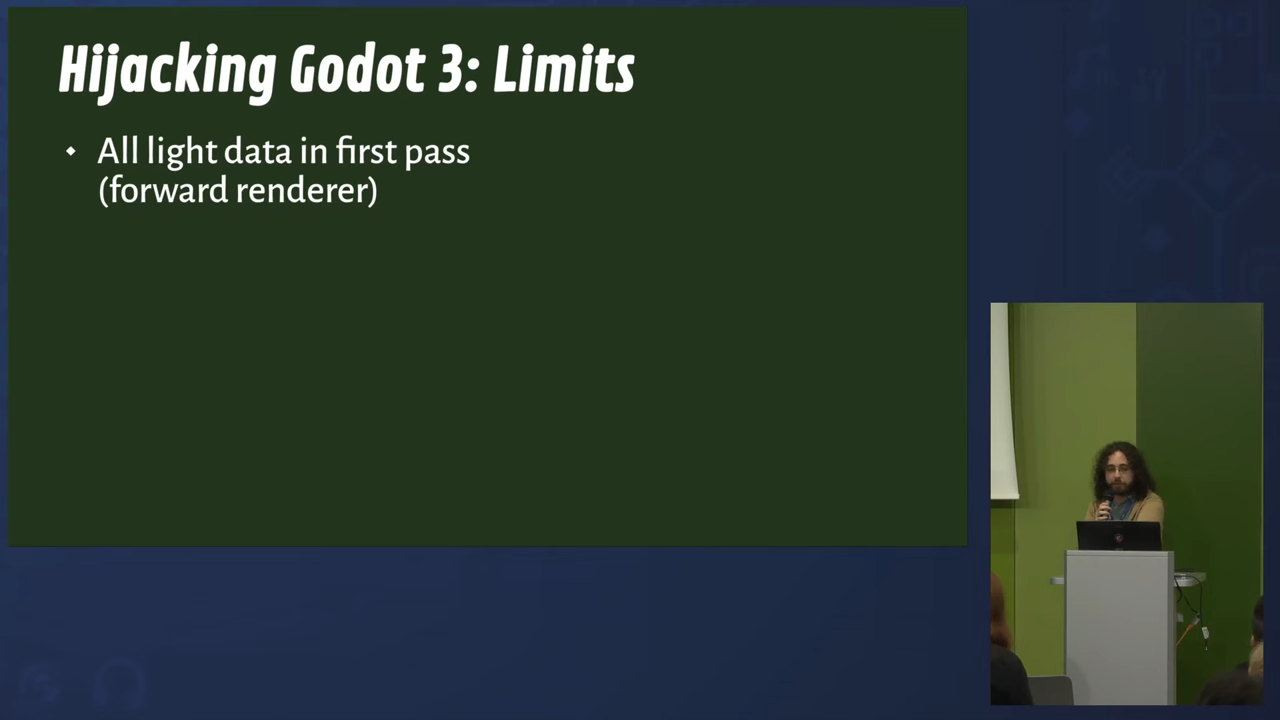 Hijacking Godot 3: Limits
All light data in first pass
(forward renderer)